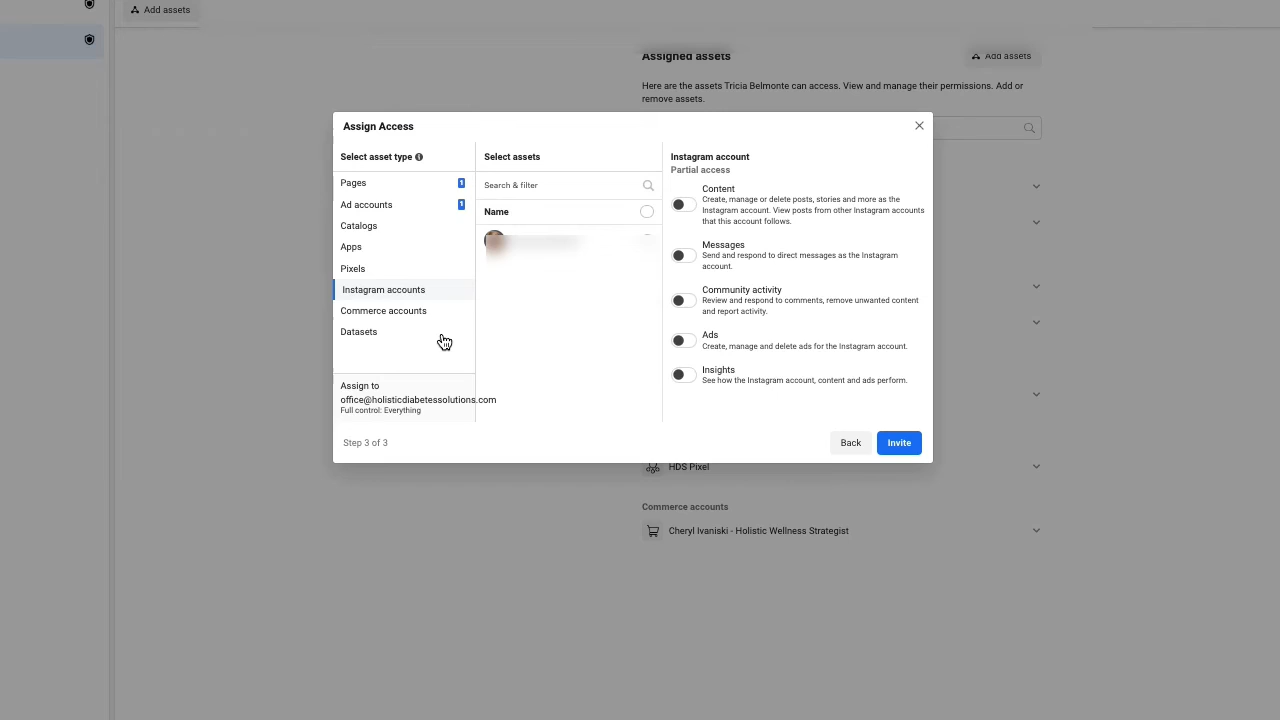 Add assets
Assigned assets
Add assets
Here are the assets Tricia Belmonte can access. View and manage their permissions. Add or
remove assets.
Assign Access
Select asset type
Pages
1
Ad accounts
1
Catalogs
Apps
Pixels
Instagram accounts
Commerce accounts
Datasets
Assign to
office@holisticdiabetessolutions.com
Full control: Everything
Select assets
Search & filter
Name
Instagram account
Partial access
Content
Create, manage or delete posts, stories and more as the
Instagram account. View posts from other Instagram accounts
that this account follows.
Messages
Send and respond to direct messages as the Instagram
account.
Community activity
Review and respond to comments, remove unwanted content
and report activity.
Ads
Create, manage and delete ads for the Instagram account.
Insights
See how the Instagram account, content and ads perform.
Step 3 of 3
Back
Invite
HDS Pixel
Commerce accounts
Cheryl Ivaniski - Holistic Wellness Strategist